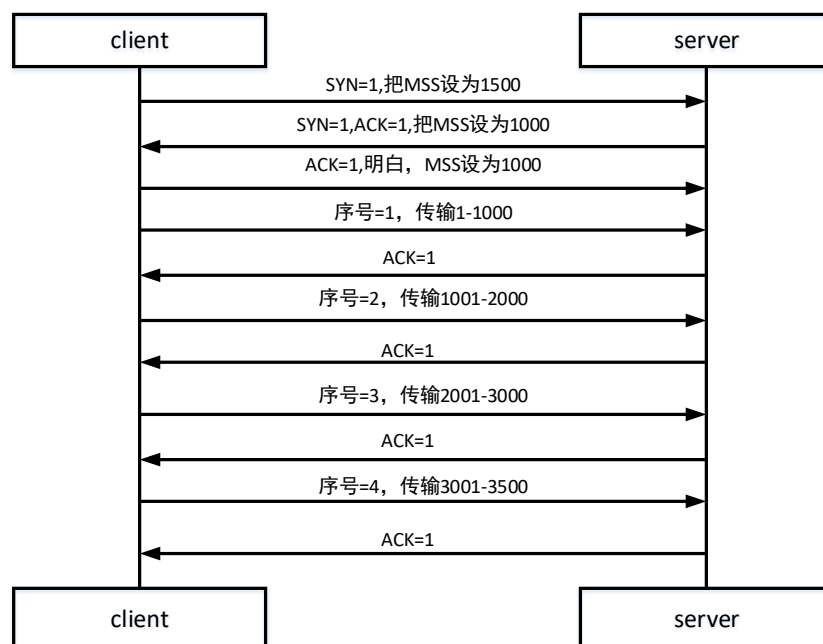 client
server
SYN=1,把MSS设为1500
SYN=1,ACK=1,把MSS设为1000
ACK=1,明白，MSS设为1000
序号=1，传输1-1000
ACK=1
序号=2，传输1001-2000
ACK=1
序号=3，传输2001-3000
ACK=1
序号=4，传输3001-3500
ACK=1
client
server